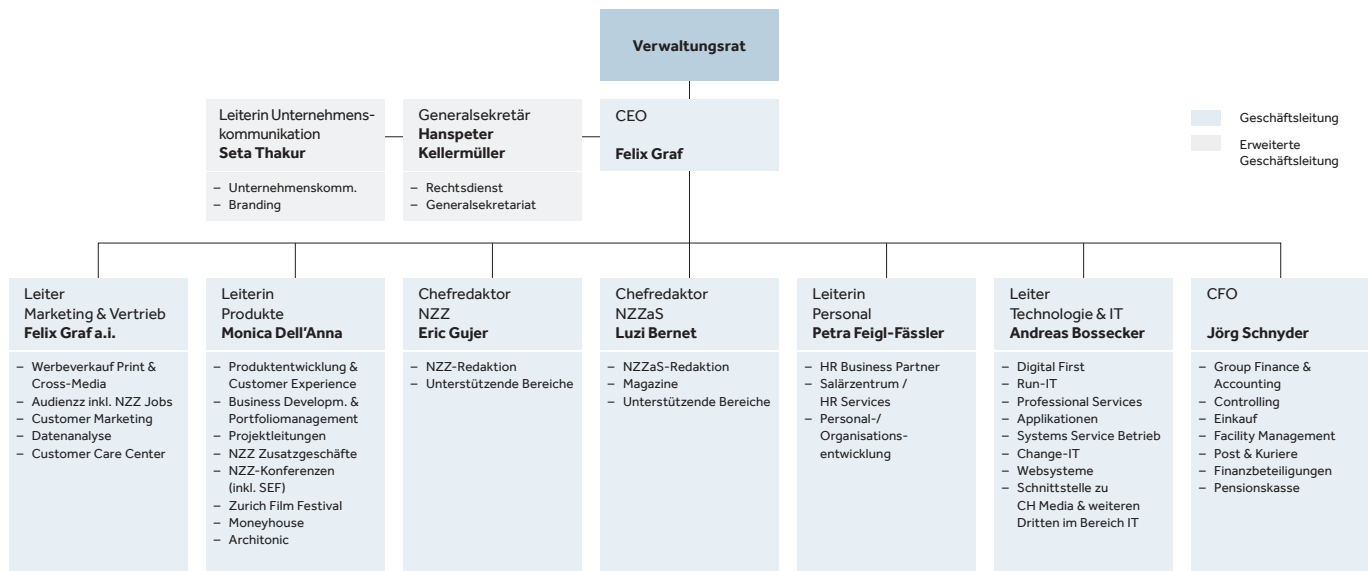 Verwaltungsrat
Leiterin Unternehmens-
kommunikation
Seta Thakur
– Unternehmenskomm.
– Branding
Generalsekretär
Hanspeter
Kellermüller
– Rechtsdienst
– Generalsekretariat
CEO
Felix Graf
Geschäftsleitung
Erweiterte
Geschäftsleitung
Leiter
Marketing & Vertrieb
Felix Graf a.i.
– Werbeverkauf Print &
Cross-Media
– Audienzz inkl. NZZ Jobs
– Customer Marketing
– Datenanalyse
– Customer Care Center
Leiterin
Produkte
Monica Dell'Anna
– Produktentwicklung &
Customer Experience
– Business Developm. &
Portfoliomanagement
– Projektleitungen
– NZZ Zusatzgeschäfte
– NZZ-Konferenzen
(inkl. SEF)
– Zurich Film Festival
– Moneyhouse
– Architonic
Chefredaktor
NZZ
Eric Gujer
– NZZ-Redaktion
– Unterstützende Bereiche
Chefredaktor
NZZaS
Luzi Bernet
– NZZaS-Redaktion
– Magazine
– Unterstützende Bereiche
Leiterin
Personal
Petra Feigl-Fässler
– HR Business Partner
– Salärzentrum /
HR Services
– Personal-/
Organisations-
entwicklung
Leiter
Technologie & IT
Andreas Bossecker
– Digital First
– Run-IT
– Professional Services
– Applikationen
– Systems Service Betrieb
– Change-IT
– Websysteme
– Schnittstelle zu
CH Media & weiteren
Dritten im Bereich IT
CFO
Jörg Schnyder
– Group Finance &
Accounting
– Controlling
– Einkauf
– Facility Management
– Post & Kuriere
– Finanzbeteiligungen
– Pensionskasse